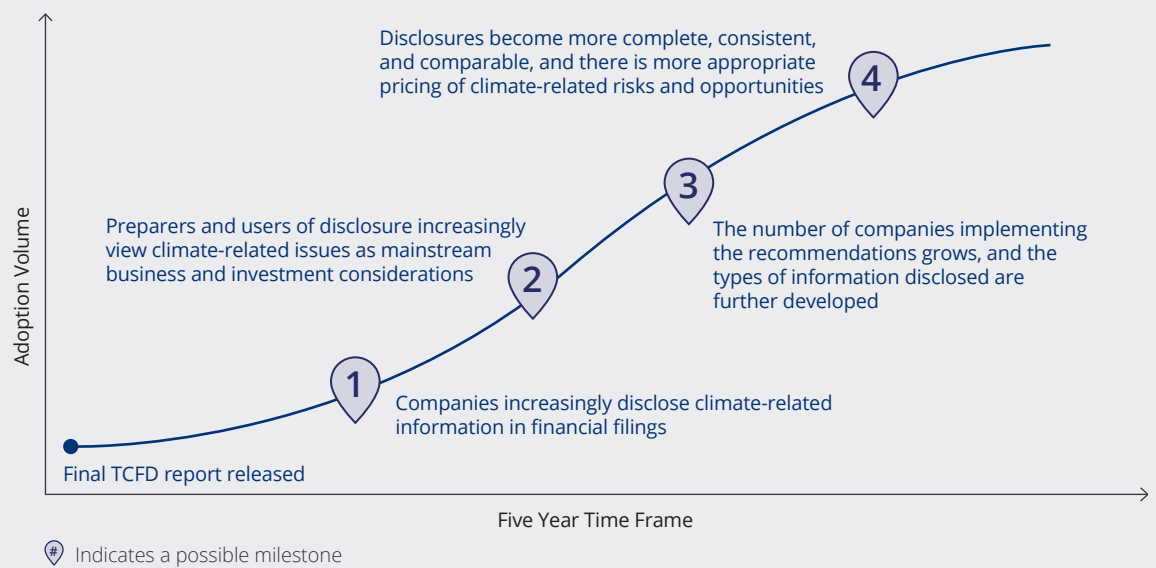 Disclosures become more complete, consistent,
and comparable, and there is more appropriate
pricing of climate-related risks and opportunities
4
3
Preparers and users of disclosure increasingly
view climate-related issues as mainstream
business and investment considerations
The number of companies implementing
the recommendations grows, and the
types of information disclosed are
further developed
2
Adoption Volume
1
Companies increasingly disclose climate-related
information in financial filings
Final TCFD report released
Five Year Time Frame
# Indicates a possible milestone